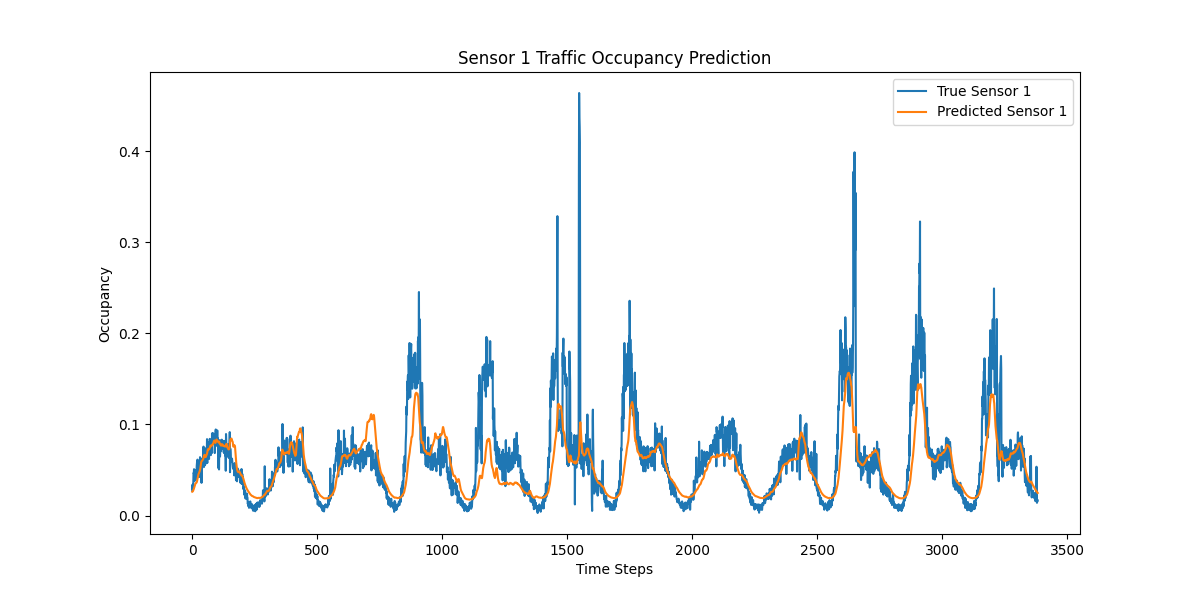 Sensor 1 Traffic Occupancy Prediction
True Sensor 1
Predicted Sensor 1
Occupancy
0.4
0.3
0.2
0.1
0.0
0 500 1000 1500 2000 2500 3000 3500
Time Steps